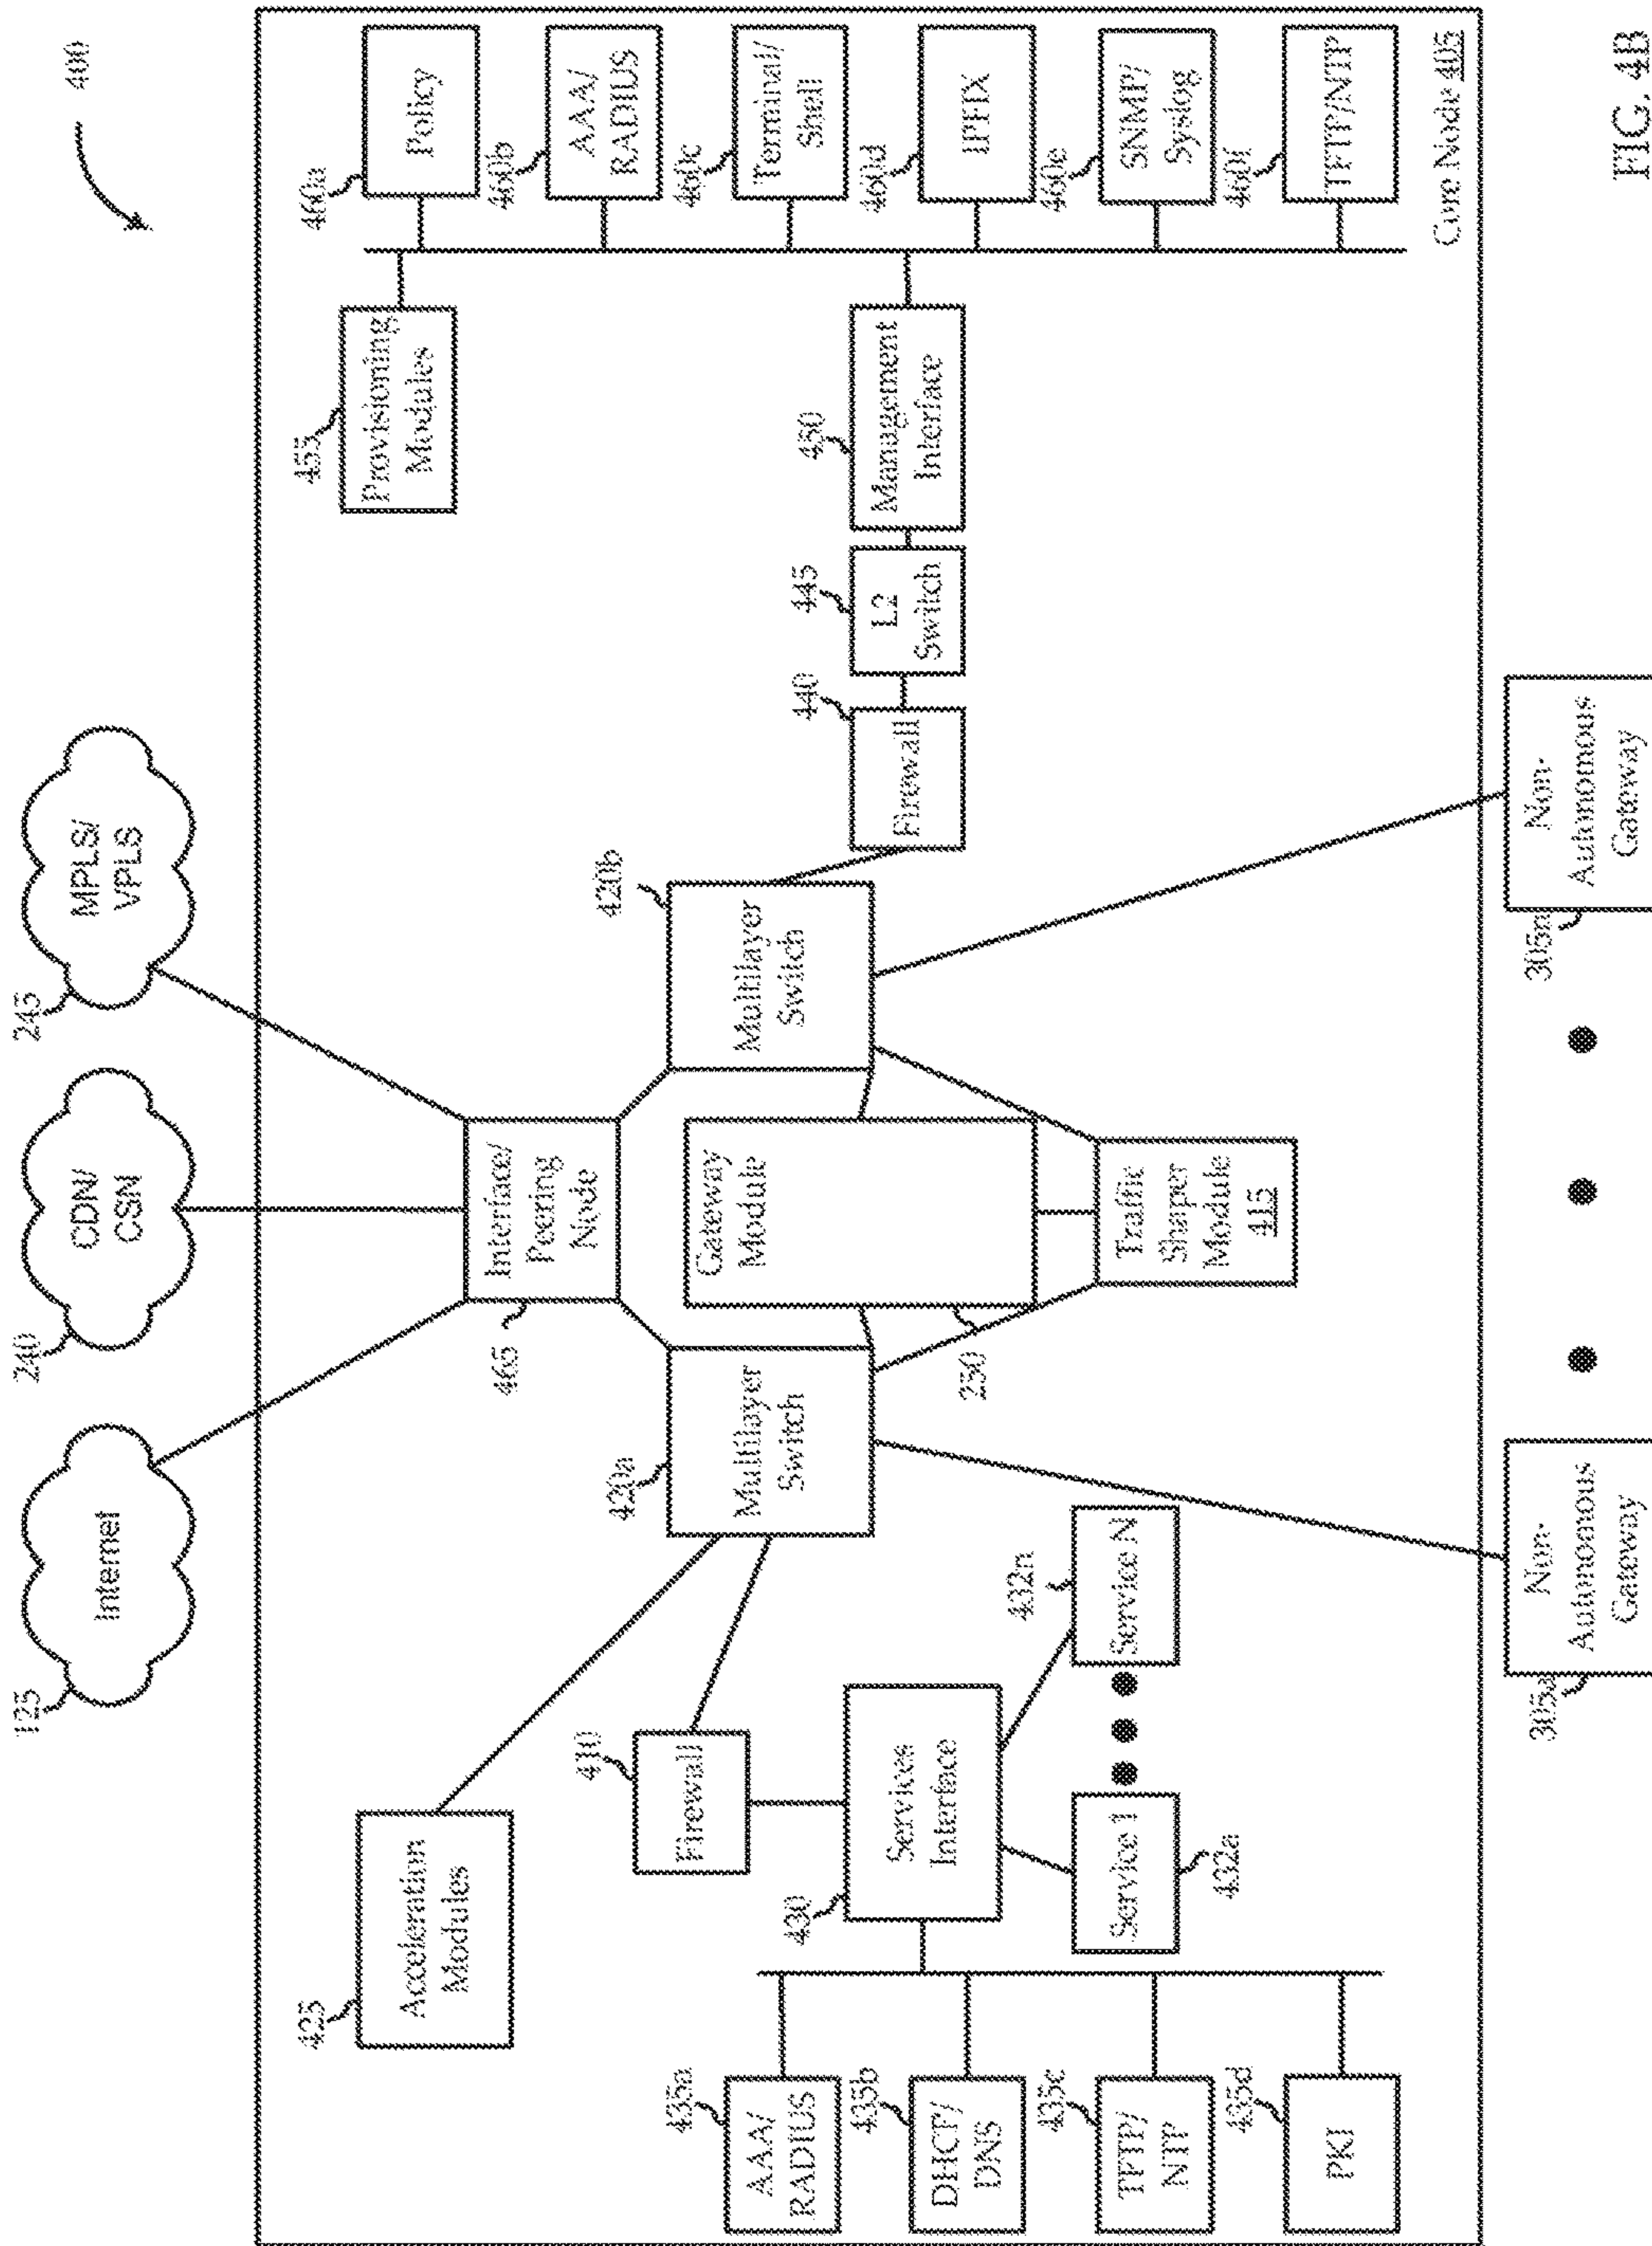 400
125
Internet
240
CDN/
CSN
245
MPLS/
VPLS
465
Interface/
Peering
Node
425
Acceleration
Modules
455
Provisioning
Modules
460a
Policy
460b
AAA/
RADIUS
460c
Terminal/
Shell
460d
IPFIX
460e
SNMP/
Syslog
460f
TFTP/NTP
420a
Multilayer
Switch
Gateway
Module
230
420b
Multilayer
Switch
410
Firewall
440
Firewall
445
L2
Switch
450
Management
Interface
430
Services
Interface
435a
AAA/
RADIUS
435b
DHCP/
DNS
435c
TFTP/
NTP
435d
PKI
Service 1
432a
432n
Service N
Traffic
Shaper
Module
415
Core Node 405
305a
Non-
Autonomous
Gateway
305n
Non-
Autonomous
Gateway
FIG. 4B